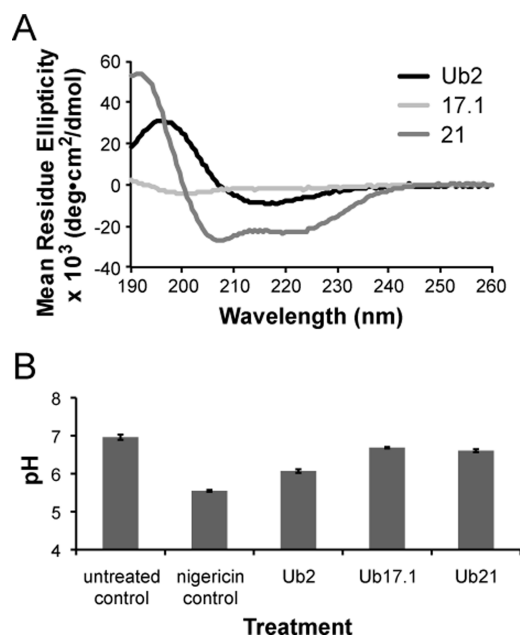 A
Mean Residue Ellipticity
x 10³ (deg•cm²/dmol)
60
40
20
0
-20
-40
Ub2
17.1
21
190 200 210 220 230 240 250 260
Wavelength (nm)
B
pH
8
7
6
5
4
untreated control
nigericin control
Ub2
Ub17.1
Ub21
Treatment